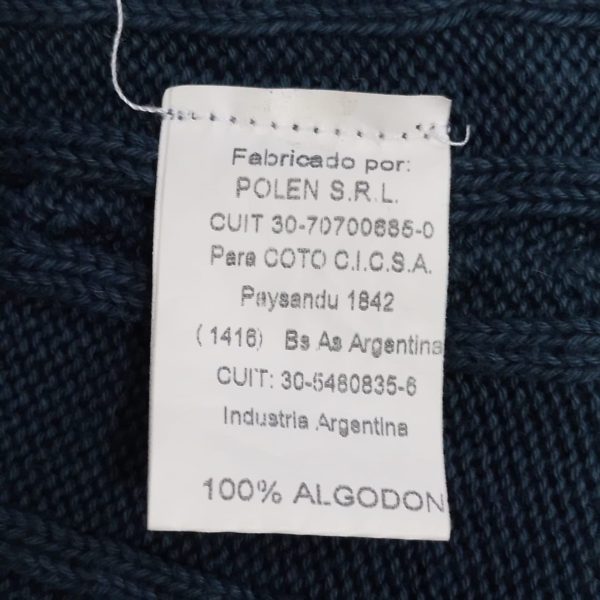 Fabricado por:
POLEN S.R.L.
CUIT 30-70700685-0
Para COTO C.I.C.S.A.
Paysandu 1842
(1416) Bs As Argentina
CUIT: 30-5480835-6
Industria Argentina
100% ALGODON